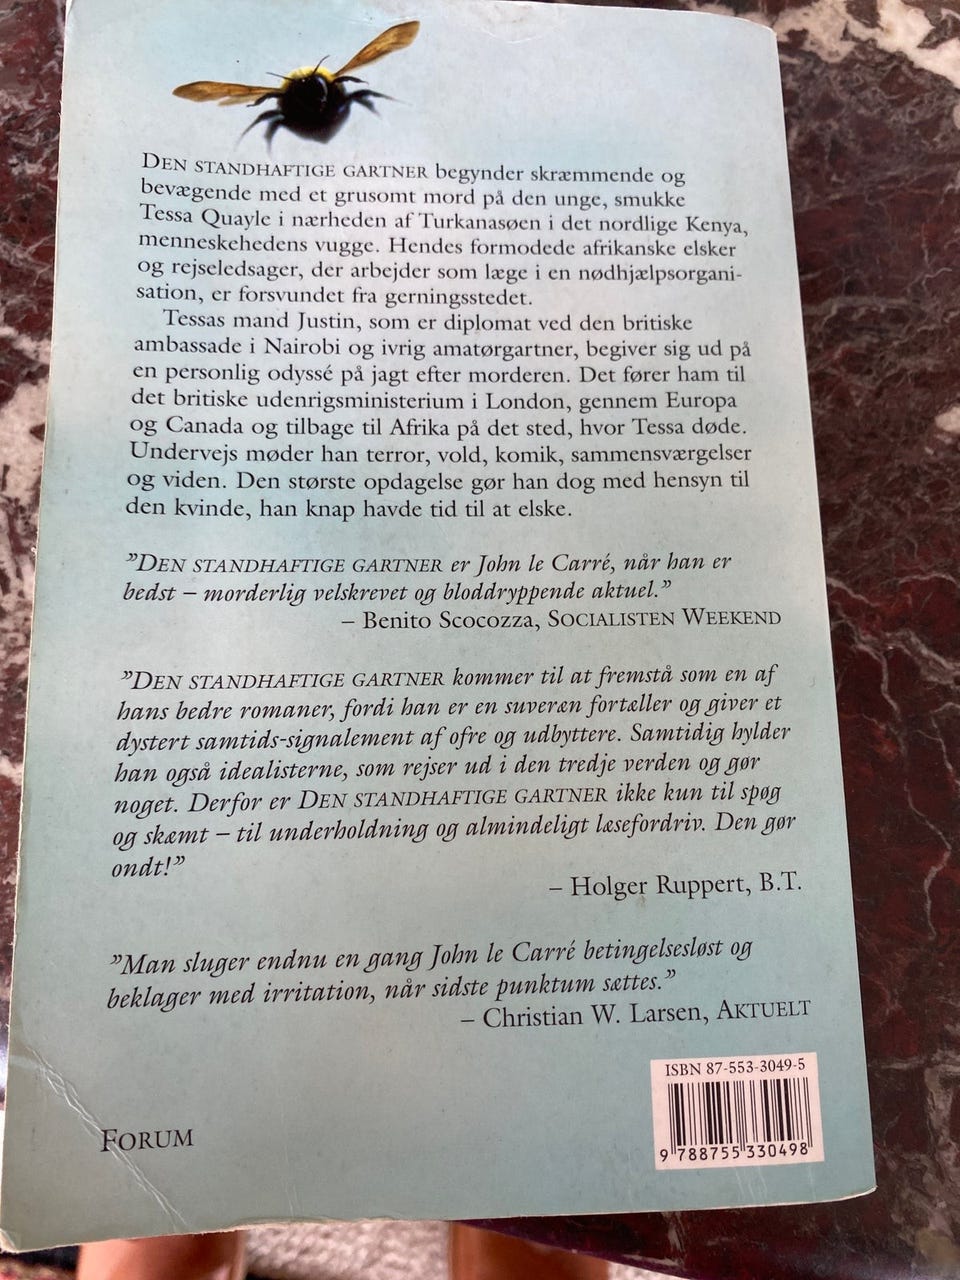 DEN STANDHAFTIGE GARTNER begynder skræmmende og
bevægende med et grusomt mord på den unge, smukke
Tessa Quayle i nærheden af Turkanasøen i det nordlige Kenya,
menneskehedens vugge. Hendes formodede afrikanske elsker
og rejseledsager, der arbejder som læge i en nødhjælpsorgani-
sation, er forsvundet fra gerningsstedet.
Tessas mand Justin, som er diplomat ved den britiske
ambassade i Nairobi og ivrig amatørgartner, begiver sig ud på
en personlig odyssé på jagt efter morderen. Det fører ham til
det britiske udenrigsministerium i London, gennem Europa
og Canada og tilbage til Afrika på det sted, hvor Tessa døde.
Undervejs møder han terror, vold, komik, sammensværgelser
og viden. Den største opdagelse gør han dog med hensyn til
den kvinde, han knap havde tid til at elske.
”DEN STANDHAFTIGE GARTNER er John le Carré, når han er
bedst – morderlig velskrevet og bloddryppende aktuel.”
– Benito Scocozza, SOCIALISTEN WEEKEND
”DEN STANDHAFTIGE GARTNER kommer til at fremstå som en af
hans bedre romaner, fordi han er en suveræn fortæller og giver et
dystert samtids-signalement af ofre og udbyttere. Samtidig hylder
han også idealisterne, som rejser ud i den tredje verden og gør
noget. Derfor er DEN STANDHAFTIGE GARTNER ikke kun til spøg
og skæmt – til underholdning og almindeligt læsefordriv. Den gør
ondt!”
– Holger Ruppert, B.T.
”Man sluger endnu en gang John le Carré betingelsesløst og
beklager med irritation, når sidste punktum sættes.”
– Christian W. Larsen, AKTUELT
ISBN 87-553-3049-5
9 788755 330498
FORUM